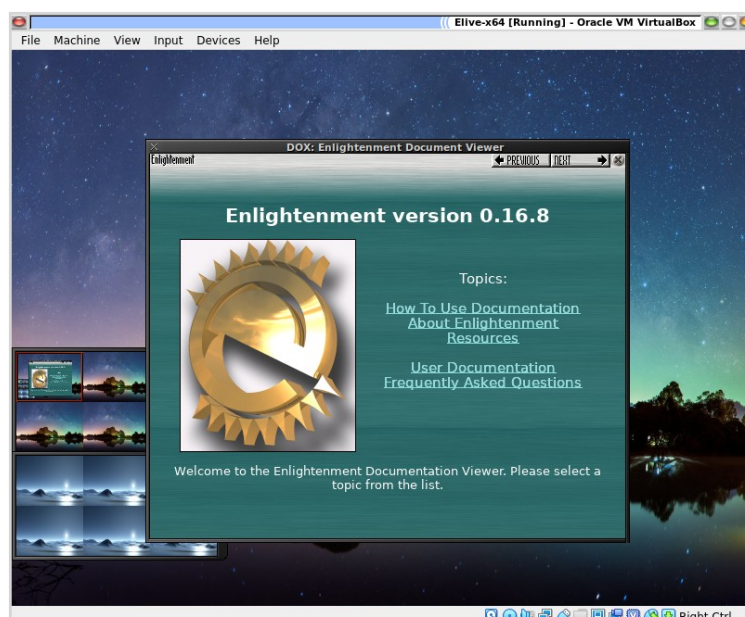 Elive-x64 [Running] - Oracle VM VirtualBox
File Machine View Input Devices Help
DOX: Enlightenment Document Viewer
Enlightenment PREVIOUS NEXT
Enlightenment version 0.16.8
Topics:
How To Use Documentation
About Enlightenment
Resources
User Documentation
Frequently Asked Questions
Welcome to the Enlightenment Documentation Viewer. Please select a
topic from the list.
Right Ctrl